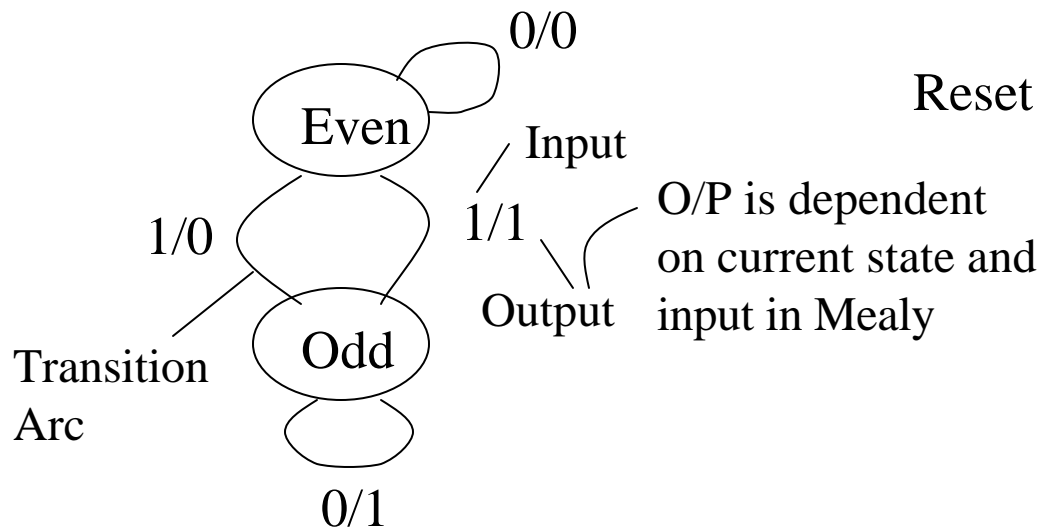 0/0
Reset
Even
Input
1/0
1/1
O/P is dependent
on current state and
input in Mealy
Output
Odd
Transition
Arc
0/1